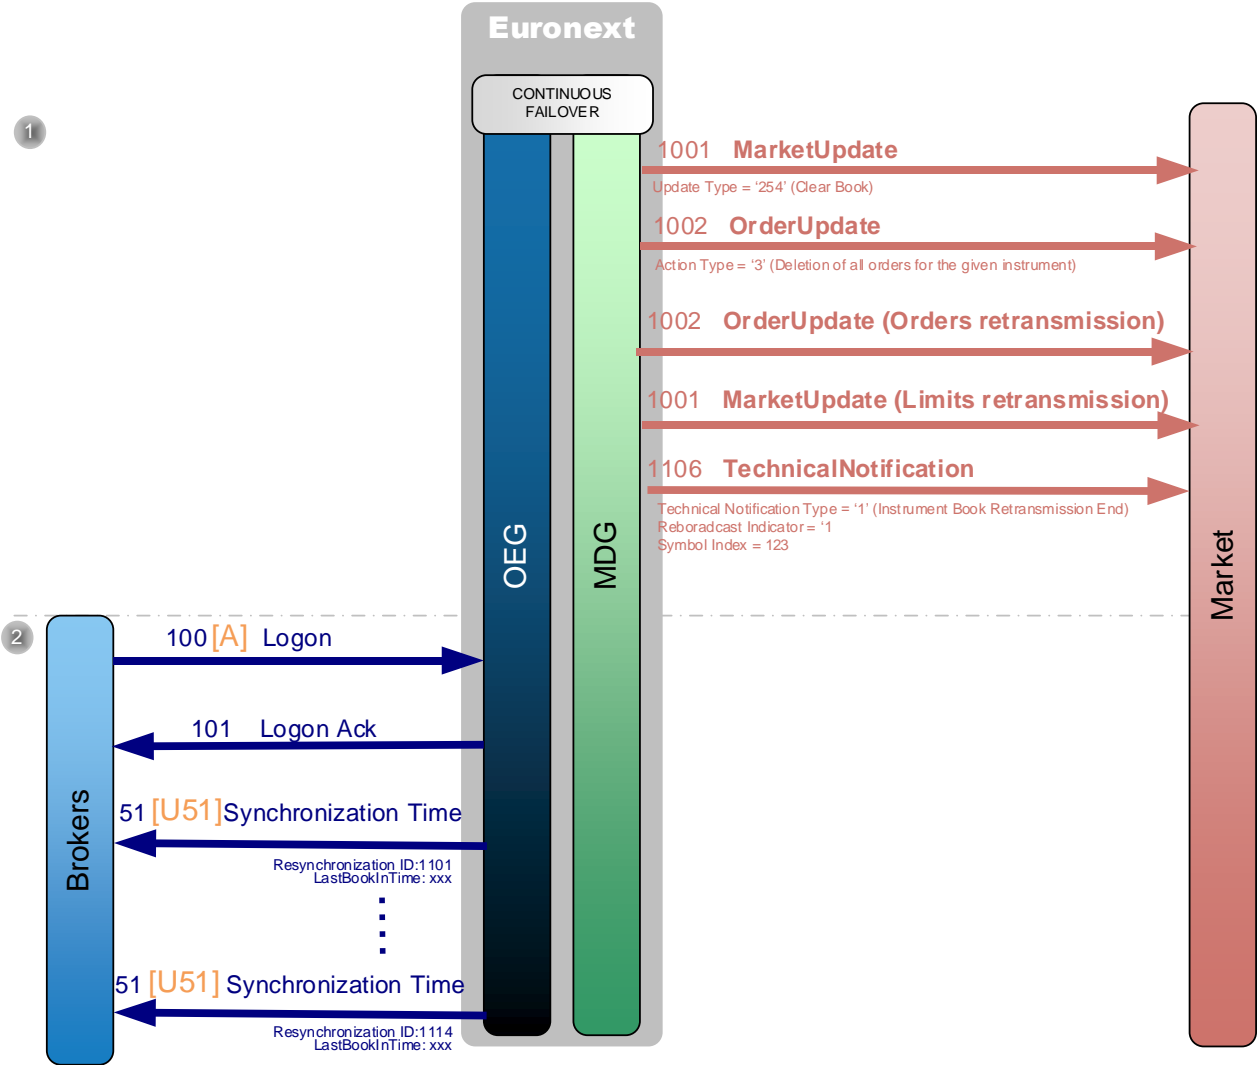 Euronext
CONTINUOUS
FAILOVER
1
1001 MarketUpdate
Update Type = ‘254’ (Clear Book)
1002 OrderUpdate
Action Type = ‘3’ (Deletion of all orders for the given instrument)
1002 OrderUpdate (Orders retransmission)
1001 MarketUpdate (Limits retransmission)
1106 TechnicalNotification
Technical Notification Type = ‘1’ (Instrument Book Retransmission End)
Reboradcast Indicator = ‘1
Symbol Index = 123
OEG
MDG
Market
2
100 [A] Logon
101 Logon Ack
51 [U51] Synchronization Time
Resynchronization ID:1101
LastBookInTime: xxx
Brokers
51 [U51] Synchronization Time
Resynchronization ID:1114
LastBookInTime: xxx